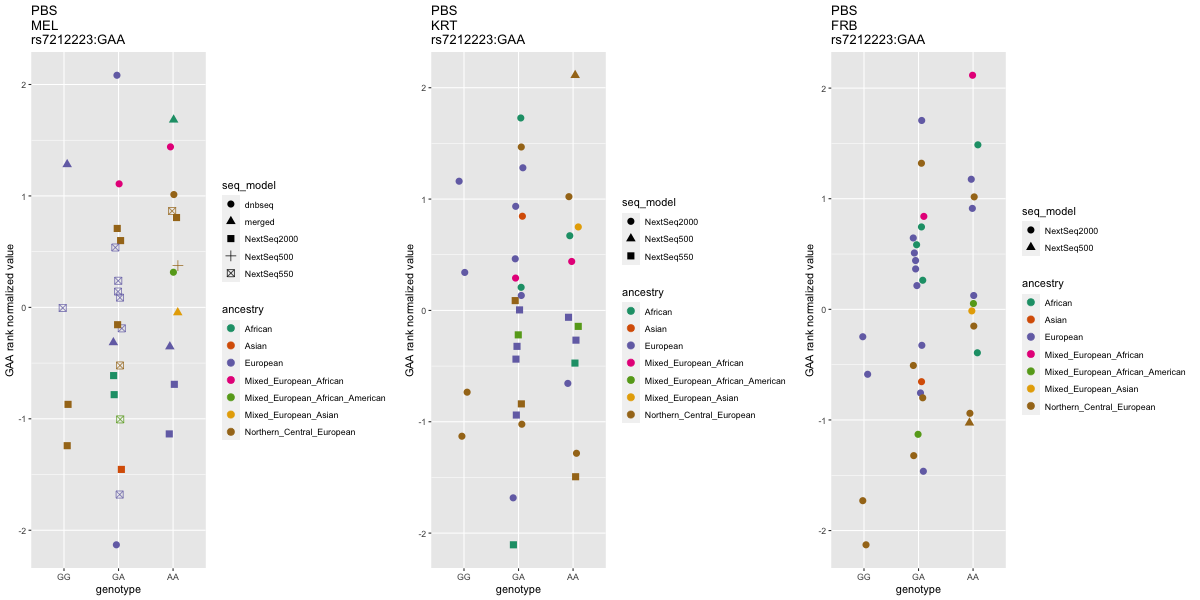 PBS
MEL
rs7212223:GAA
GAA rank normalized value
2
1
0
-1
-2
GG
GA
AA
genotype
seq_model
dnbseq
merged
NextSeq2000
NextSeq500
NextSeq550
ancestry
African
Asian
European
Mixed_European_African
Mixed_European_African_American
Mixed_European_Asian
Northern_Central_European
PBS
KRT
rs7212223:GAA
GAA rank normalized value
2
1
0
-1
-2
GG
GA
AA
genotype
seq_model
NextSeq2000
NextSeq500
NextSeq550
ancestry
African
Asian
European
Mixed_European_African
Mixed_European_African_American
Mixed_European_Asian
Northern_Central_European
PBS
FRB
rs7212223:GAA
GAA rank normalized value
2
1
0
-1
-2
GG
GA
AA
genotype
seq_model
NextSeq2000
NextSeq500
ancestry
African
Asian
European
Mixed_European_African
Mixed_European_African_American
Mixed_European_Asian
Northern_Central_European